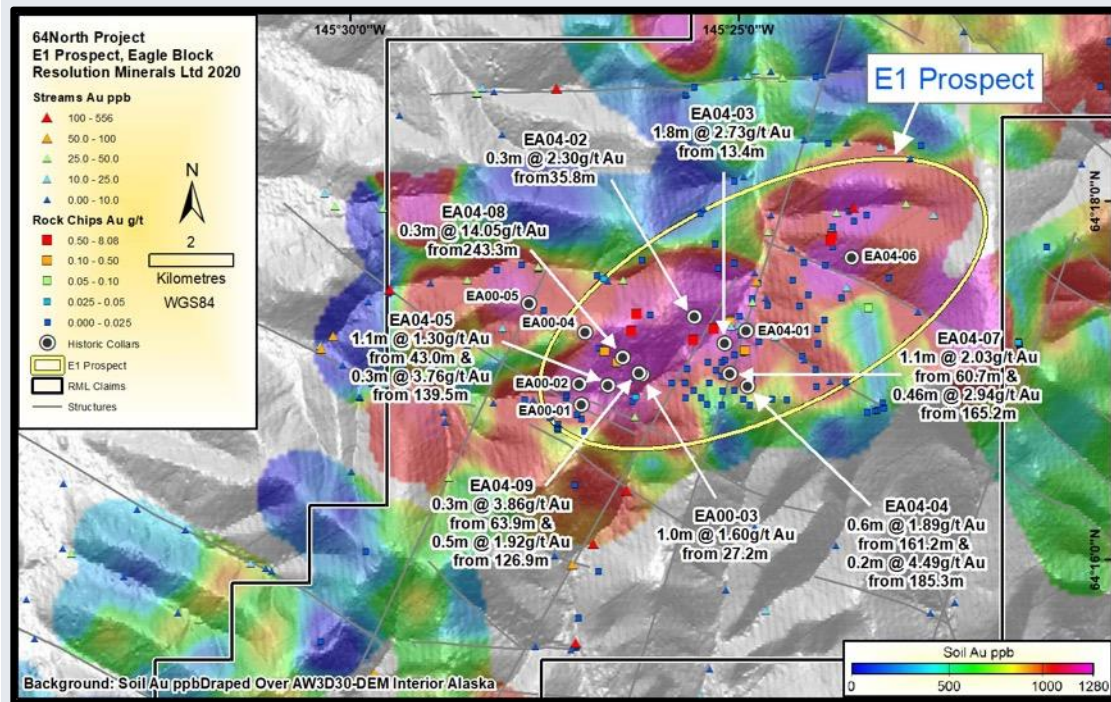 64North Project
E1 Prospect, Eagle Block
Resolution Minerals Ltd 2020
Streams Au ppb
100 - 556
50.0 - 100
25.0 - 50.0
10.0 - 25.0
0.00 - 10.0
Rock Chips Au g/t
0.50 - 8.08
0.10 - 0.50
0.05 - 0.10
0.025 - 0.05
0.000 - 0.025
Historic Collars
E1 Prospect
RML Claims
Structures
N
2
Kilometres
WGS84
145°30'0"W
145°25'0"W
64°18'0"N
64°16'0"N
E1 Prospect
EA04-03
1.8m @ 2.73g/t Au
from 13.4m
EA04-02
0.3m @ 2.30g/t Au
from35.8m
EA04-08
0.3m @ 14.05g/t Au
from243.3m
EA04-06
EA00-05
EA00-04
EA04-01
EA04-05
1.1m @ 1.30g/t Au
from 43.0m &
0.3m @ 3.76g/t Au
from 139.5m
EA04-07
1.1m @ 2.03g/t Au
from 60.7m &
0.46m @ 2.94g/t Au
from 165.2m
EA00-02
EA00-01
EA04-09
0.3m @ 3.86g/t Au
from 63.9m &
0.5m @ 1.92g/t Au
from 126.9m
EA00-03
1.0m @ 1.60g/t Au
from 27.2m
EA04-04
0.6m @ 1.89g/t Au
from 161.2m &
0.2m @ 4.49g/t Au
from 185.3m
Background: Soil Au ppbDraped Over AW3D30-DEM Interior Alaska
Soil Au ppb
0 500 1000 1280